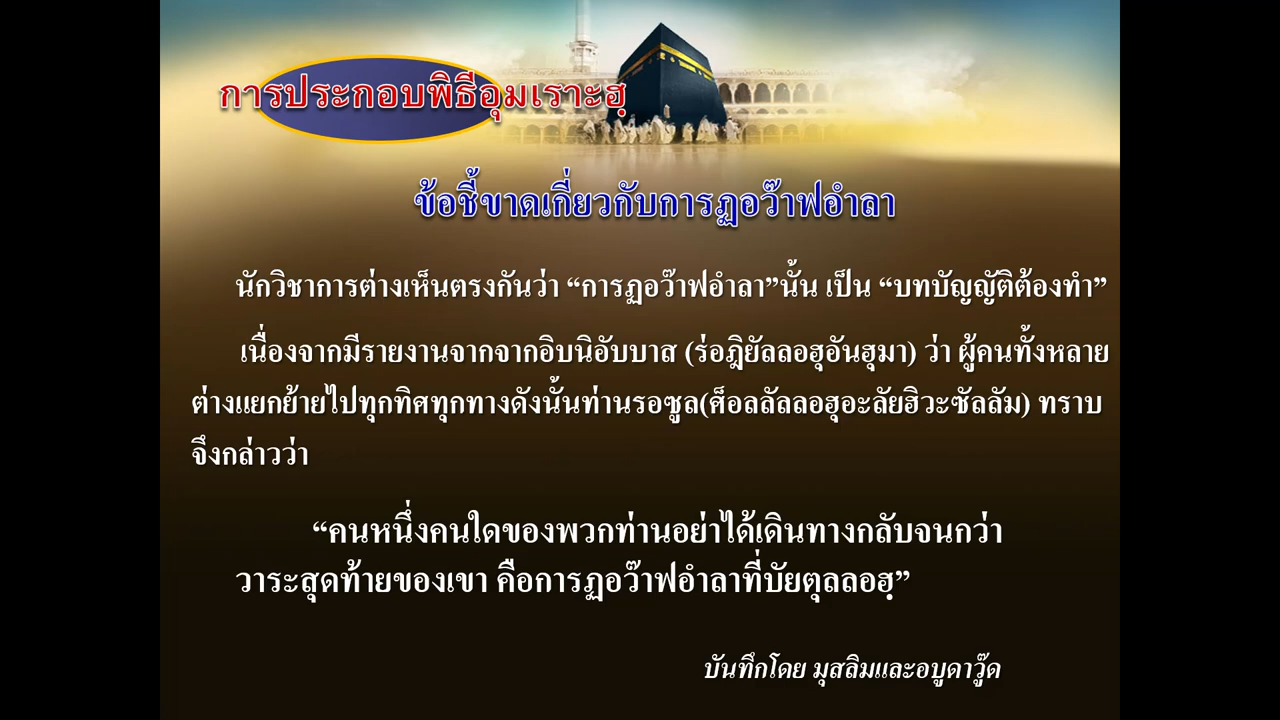 การประกอบพิธีอุมเราะฮฺ
ข้อชี้ขาดเกี่ยวกับการฏอว๊าฟอำลา
นักวิชาการต่างเห็นตรงกันว่า “การฏอว๊าฟอำลา”นั้น เป็น “บทบัญญัติต้องทำ”
เนื่องจากมีรายงานจากจากอิบนิอับบาส (ร่อฎิยัลลอฮุอันฮุมา) ว่า ผู้คนทั้งหลาย
ต่างแยกย้ายไปทุกทิศทุกทางดังนั้นท่านรอซูล(ศ็อลลัลลอฮุอะลัยฮิวะซัลลัม) ทราบ
จึงกล่าวว่า
“คนหนึ่งคนใดของพวกท่านอย่าได้เดินทางกลับจนกว่า
วาระสุดท้ายของเขา คือการฏอว๊าฟอำลาที่บัยตุลลอฮฺ”
บันทึกโดย มุสลิมและอบูดาวู๊ด